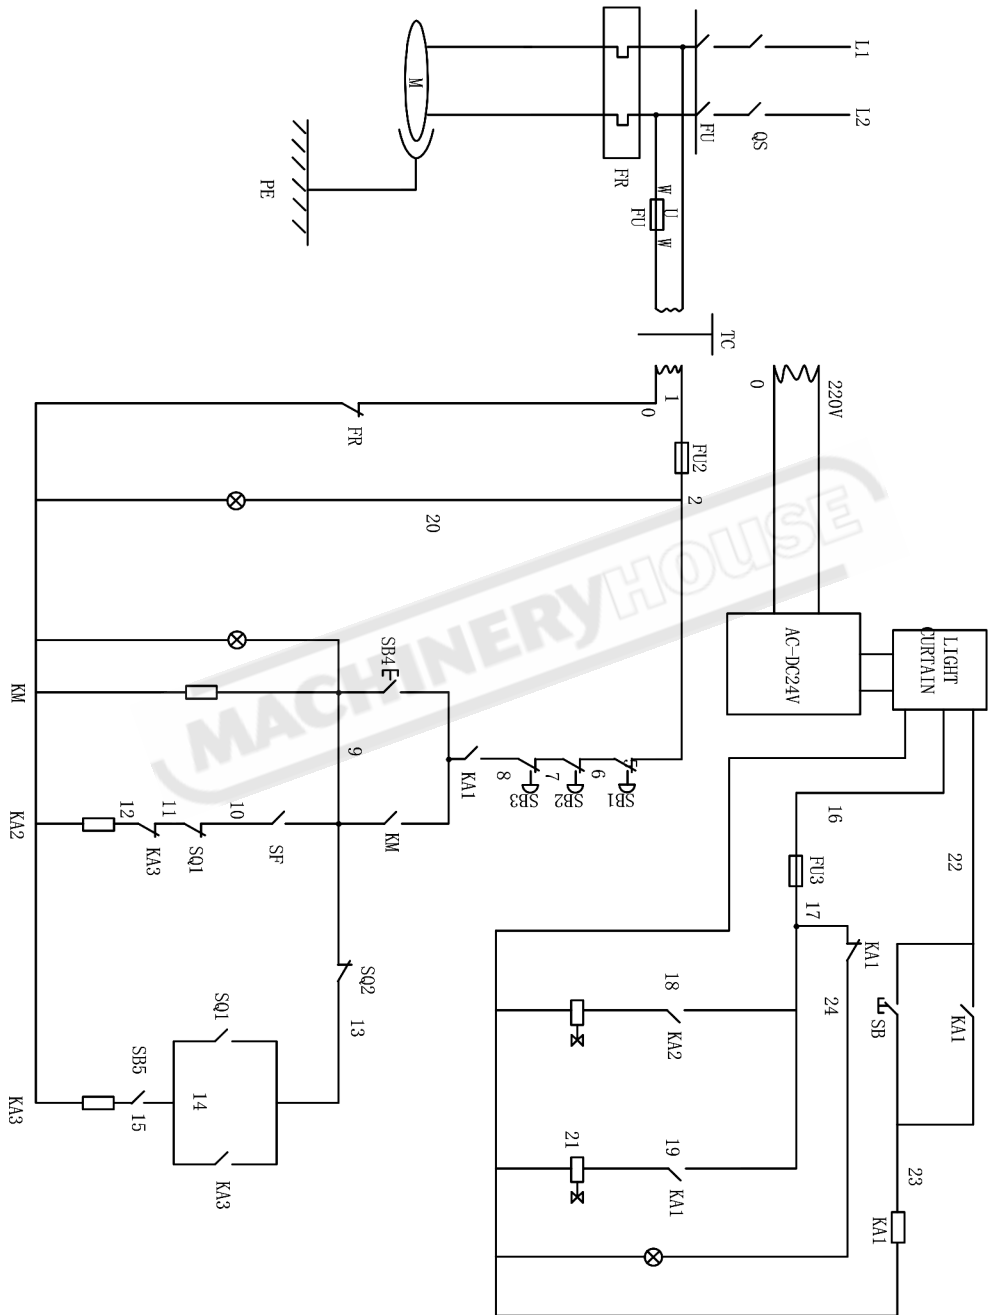 L1
L2
QS
FU
FR
M
PE
W
U
W
FU
TC
0
220V
1
0
FU2
FR
2
20
AC-DC24V
LIGHT
CURTAIN
SB4
KM
9
8
7
6
5
SB3
SB2
SB1
KA1
KM
16
22
FU3
17
KA1
24
KA2
12
11
10
KA3
SQ1
SF
SQ2
13
18
KA2
SB
KA1
SQ1
SB5
15
14
KA3
KA3
21
19
KA1
23
KA1
MACHINERYHOUSE